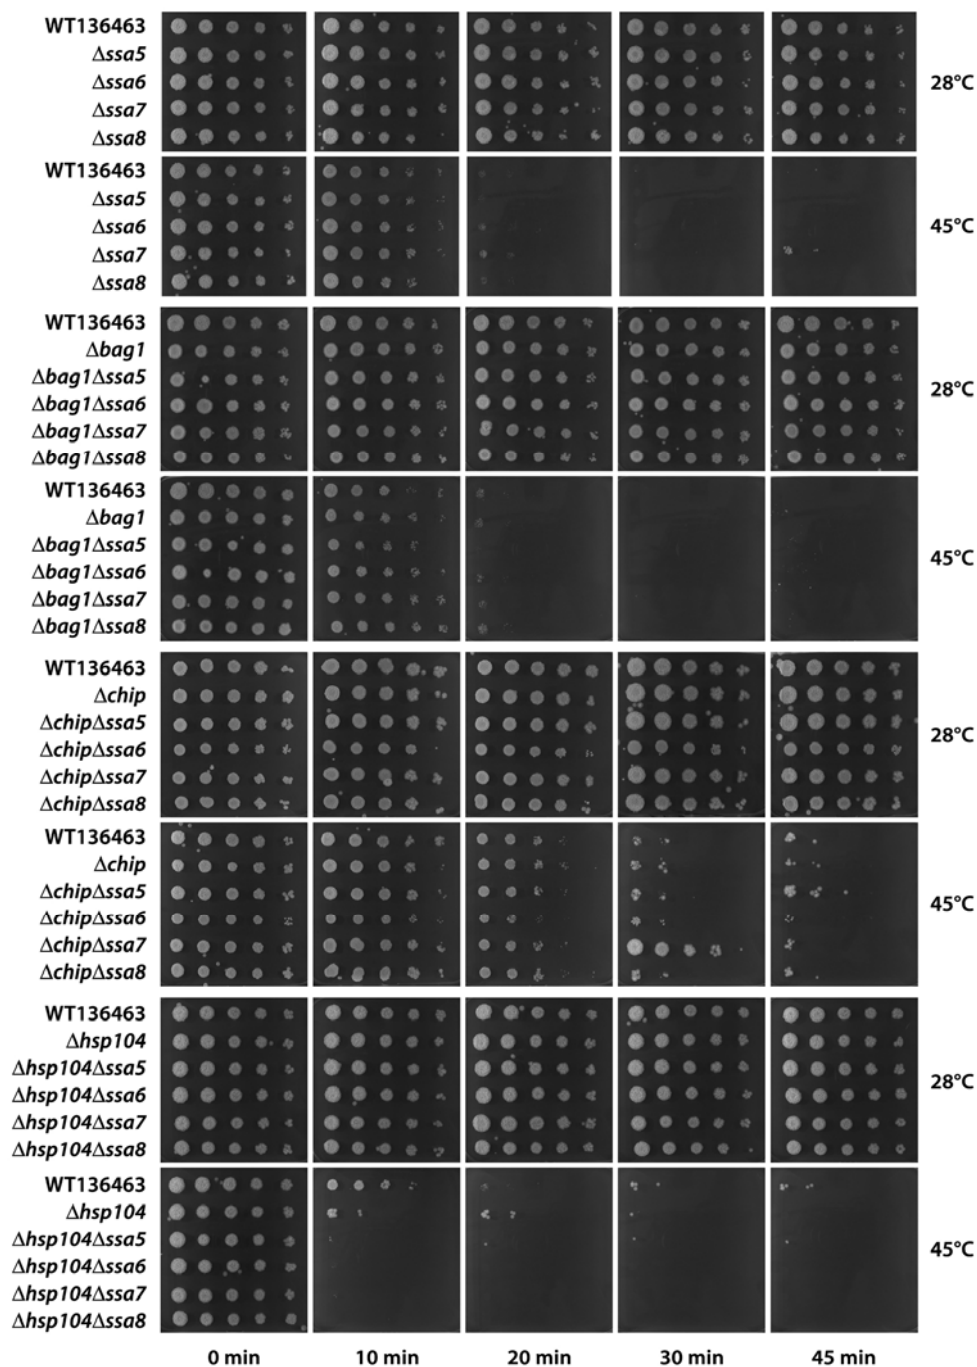 WT136463
Δssa5
Δssa6
Δssa7
Δssa8
28°C
WT136463
Δssa5
Δssa6
Δssa7
Δssa8
45°C
WT136463
Δbag1
Δbag1Δssa5
Δbag1Δssa6
Δbag1Δssa7
Δbag1Δssa8
28°C
WT136463
Δbag1
Δbag1Δssa5
Δbag1Δssa6
Δbag1Δssa7
Δbag1Δssa8
45°C
WT136463
Δchip
ΔchipΔssa5
ΔchipΔssa6
ΔchipΔssa7
ΔchipΔssa8
28°C
WT136463
Δchip
ΔchipΔssa5
ΔchipΔssa6
ΔchipΔssa7
ΔchipΔssa8
45°C
WT136463
Δhsp104
Δhsp104Δssa5
Δhsp104Δssa6
Δhsp104Δssa7
Δhsp104Δssa8
28°C
WT136463
Δhsp104
Δhsp104Δssa5
Δhsp104Δssa6
Δhsp104Δssa7
Δhsp104Δssa8
45°C
0 min 10 min 20 min 30 min 45 min